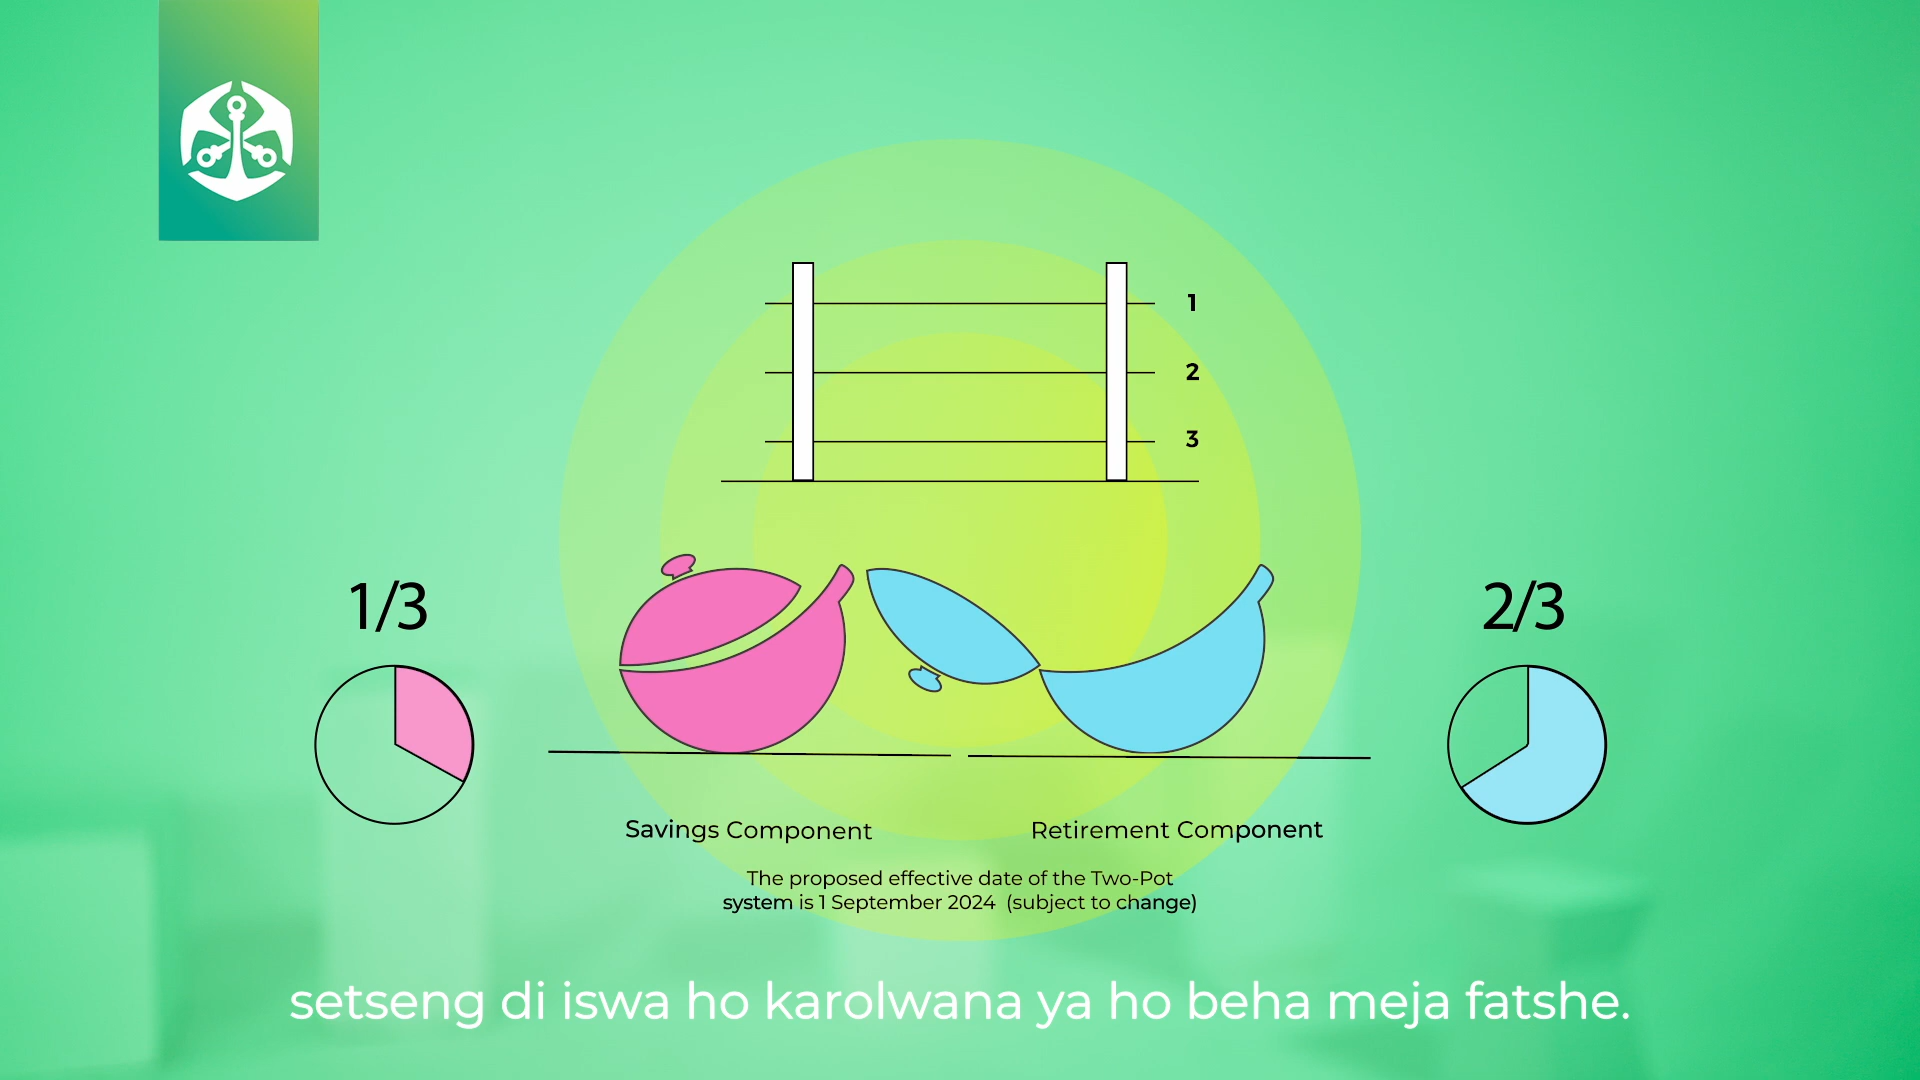 1
2
3
1/3
2/3
Savings Component
Retirement Component
The proposed effective date of the Two-Pot
system is 1 September 2024 (subject to change)
setseng di iswa ho karolwana ya ho beha meja fatshe.